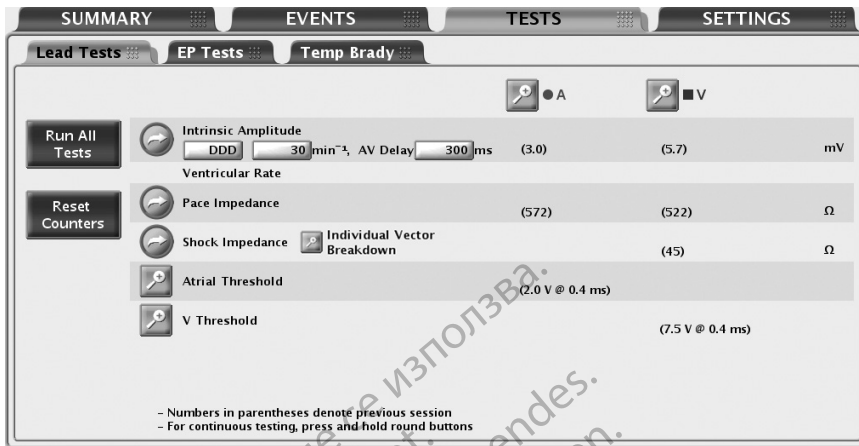 SUMMARY EVENTS TESTS SETTINGS
Lead Tests EP Tests Temp Brady
A V
Run All Tests
Intrinsic Amplitude
DDD 30 min⁻¹, AV Delay 300 ms (3.0) (5.7) mV
Ventricular Rate
Reset Counters
Pace Impedance (572) (522) Ω
Shock Impedance Individual Vector Breakdown (45) Ω
Atrial Threshold (2.0 V @ 0.4 ms)
V Threshold (7.5 V @ 0.4 ms)
– Numbers in parentheses denote previous session
– For continuous testing, press and hold round buttons
се използва.